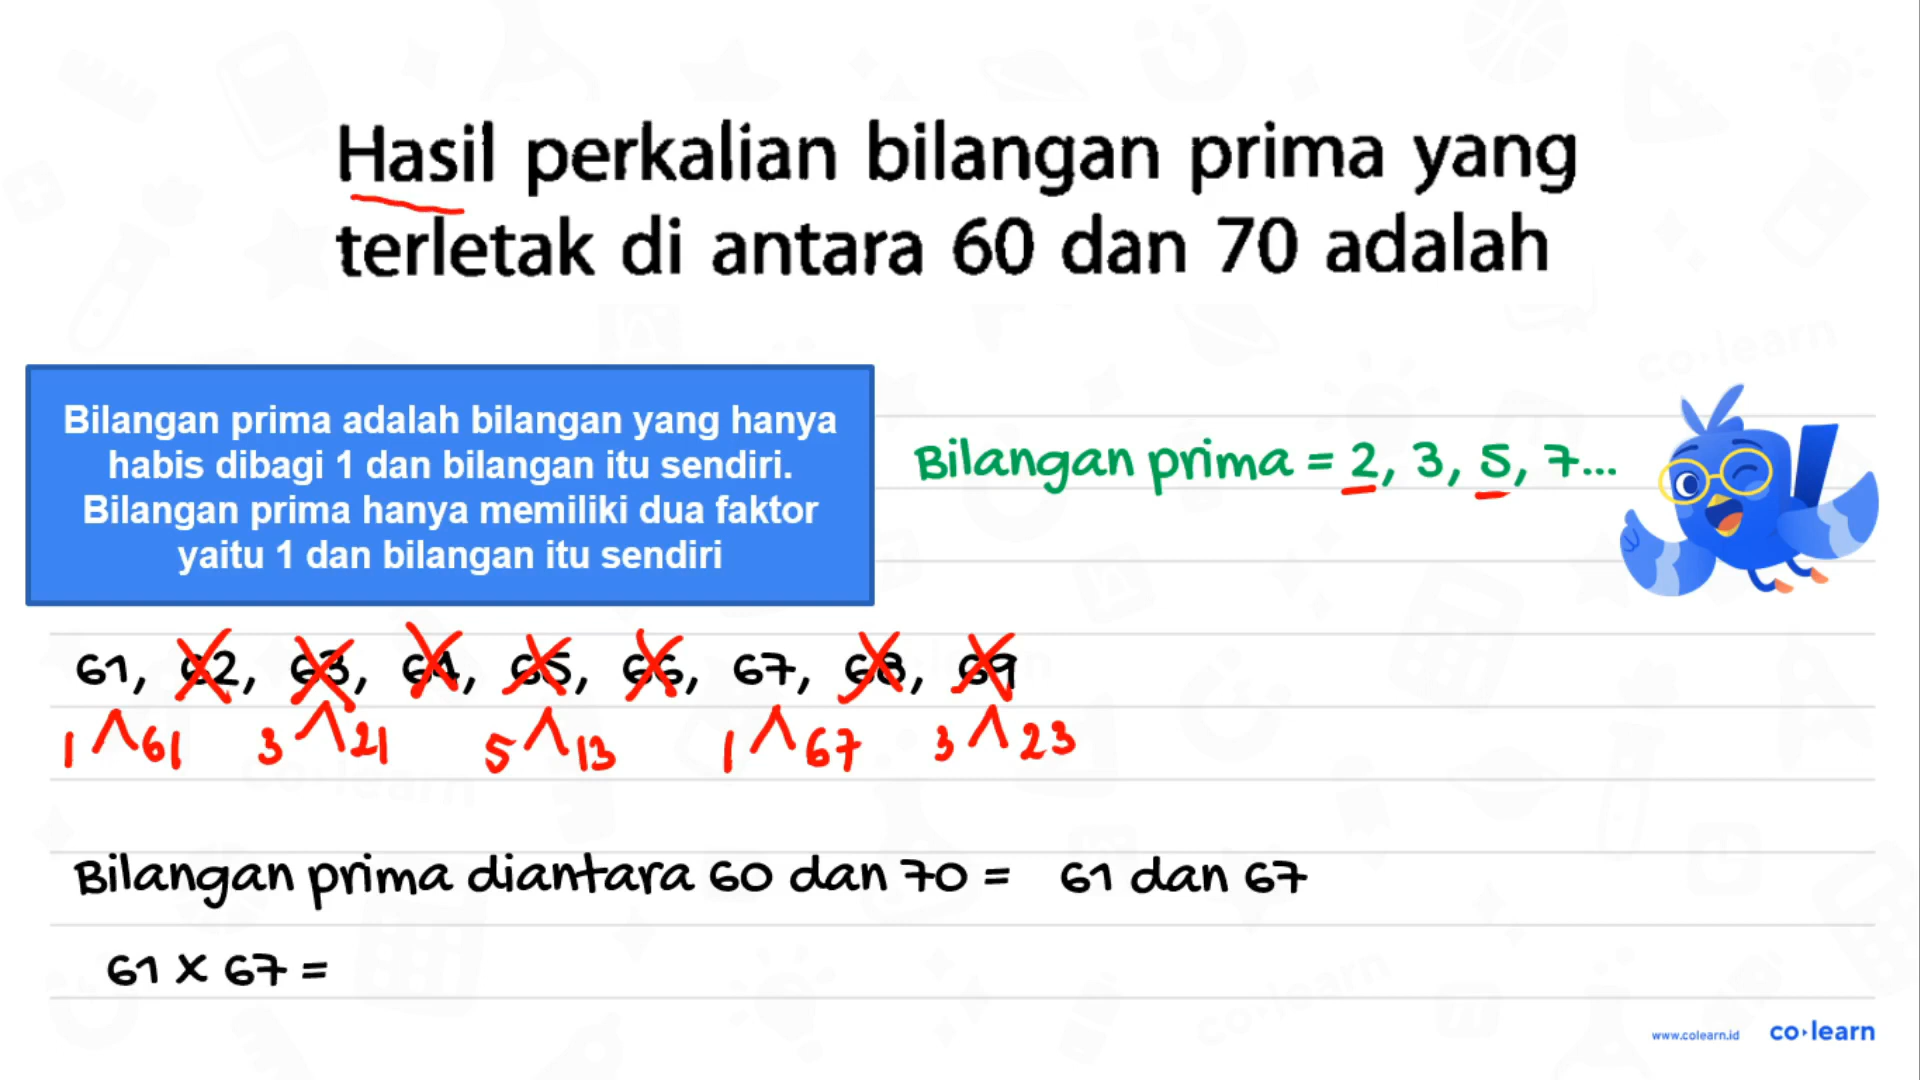 Hasil perkalian bilangan prima yang
terletak di antara 60 dan 70 adalah
Bilangan prima adalah bilangan yang hanya
habis dibagi 1 dan bilangan itu sendiri.
Bilangan prima hanya memiliki dua faktor
yaitu 1 dan bilangan itu sendiri
Bilangan prima = 2, 3, 5, 7...
61, 62, 63, 64, 65, 66, 67, 68, 69
1 61 3 21 5 13 1 67 3 23
Bilangan prima diantara 60 dan 70 = 61 dan 67
61 x 67 =
www.colearn.id co·learn